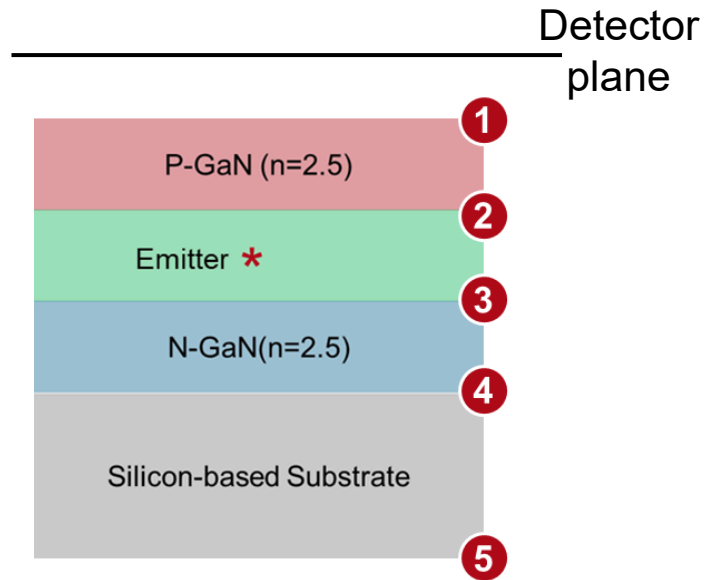 Detector
plane
1
P-GaN (n=2.5)
2
Emitter *
3
N-GaN(n=2.5)
4
Silicon-based Substrate
5